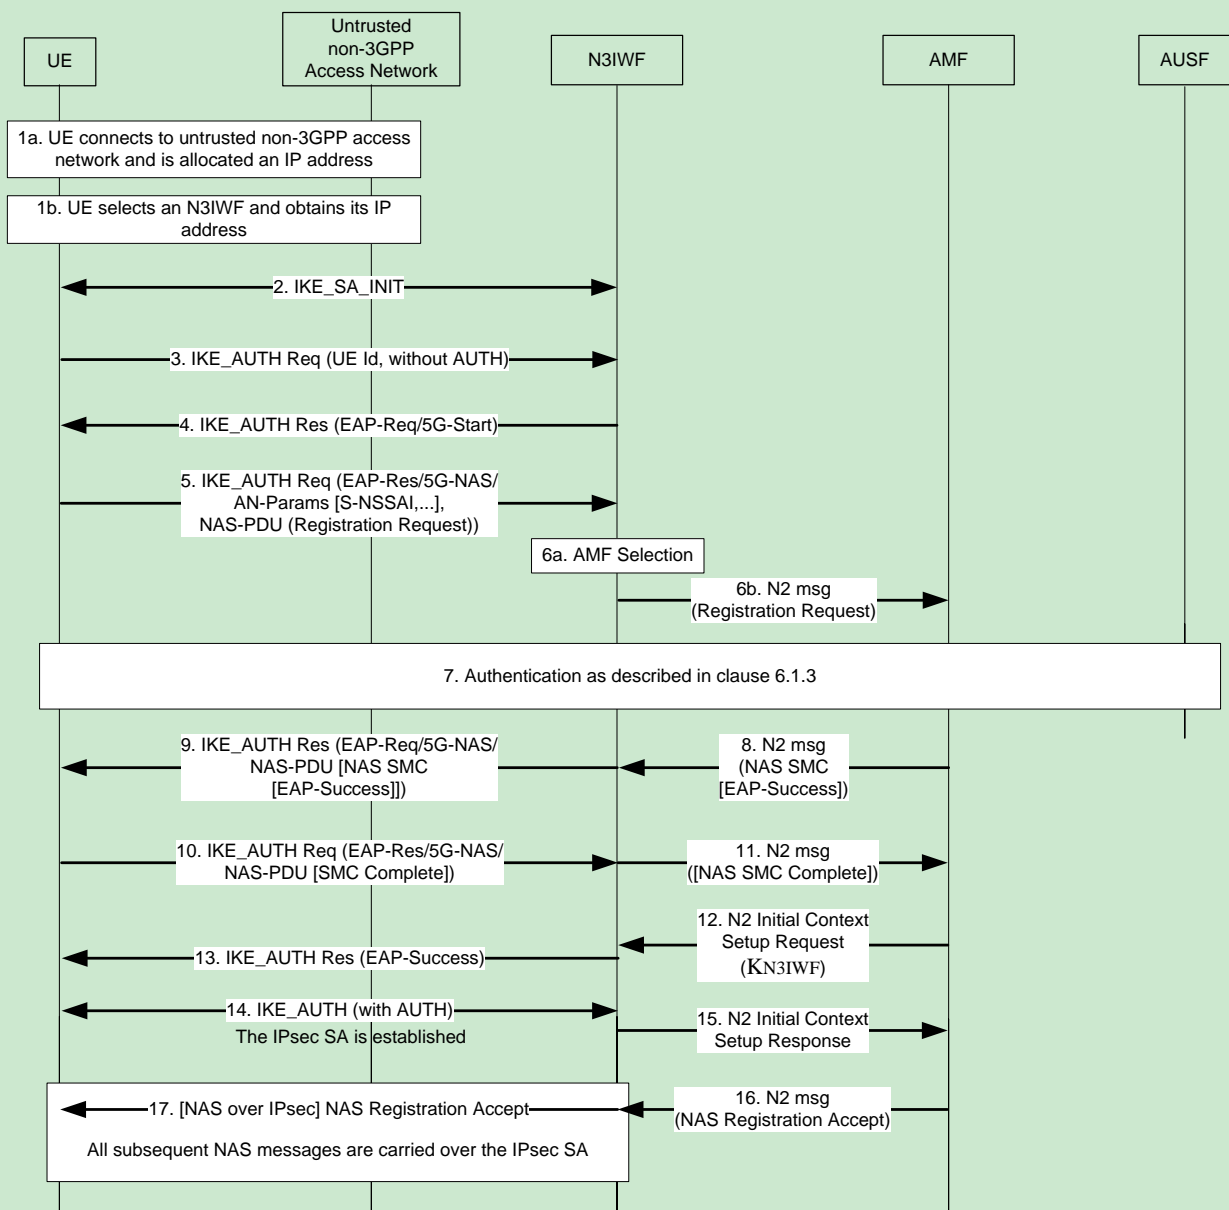 UE
Untrusted
non-3GPP
Access Network
N3IWF
AMF
AUSF
1a. UE connects to untrusted non-3GPP access
network and is allocated an IP address
1b. UE selects an N3IWF and obtains its IP
address
2. IKE_SA_INIT
3. IKE_AUTH Req (UE Id, without AUTH)
4. IKE_AUTH Res (EAP-Req/5G-Start)
5. IKE_AUTH Req (EAP-Res/5G-NAS/
AN-Params [S-NSSAI,...],
NAS-PDU (Registration Request))
6a. AMF Selection
6b. N2 msg
(Registration Request)
7. Authentication as described in clause 6.1.3
9. IKE_AUTH Res (EAP-Req/5G-NAS/
NAS-PDU [NAS SMC
[EAP-Success]])
8. N2 msg
(NAS SMC
[EAP-Success])
10. IKE_AUTH Req (EAP-Res/5G-NAS/
NAS-PDU [SMC Complete])
11. N2 msg
([NAS SMC Complete])
12. N2 Initial Context
Setup Request
(KN3IWF)
13. IKE_AUTH Res (EAP-Success)
14. IKE_AUTH (with AUTH)
The IPsec SA is established
15. N2 Initial Context
Setup Response
17. [NAS over IPsec] NAS Registration Accept
16. N2 msg
(NAS Registration Accept)
All subsequent NAS messages are carried over the IPsec SA